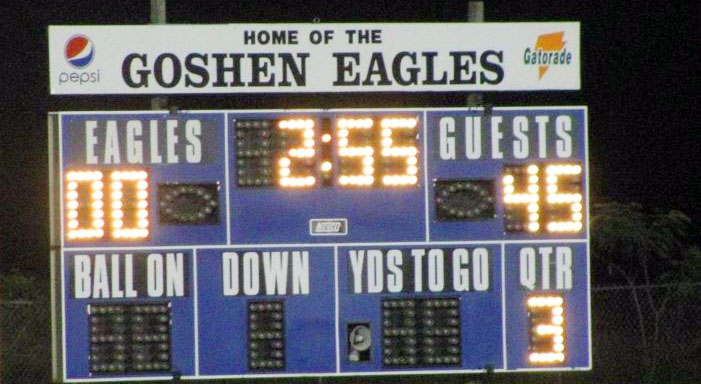 HOME OF THE
pepsi GOSHEN EAGLES Gatorade
EAGLES 2:55 GUESTS
00 45
BALL ON DOWN YDS TO GO QTR
3